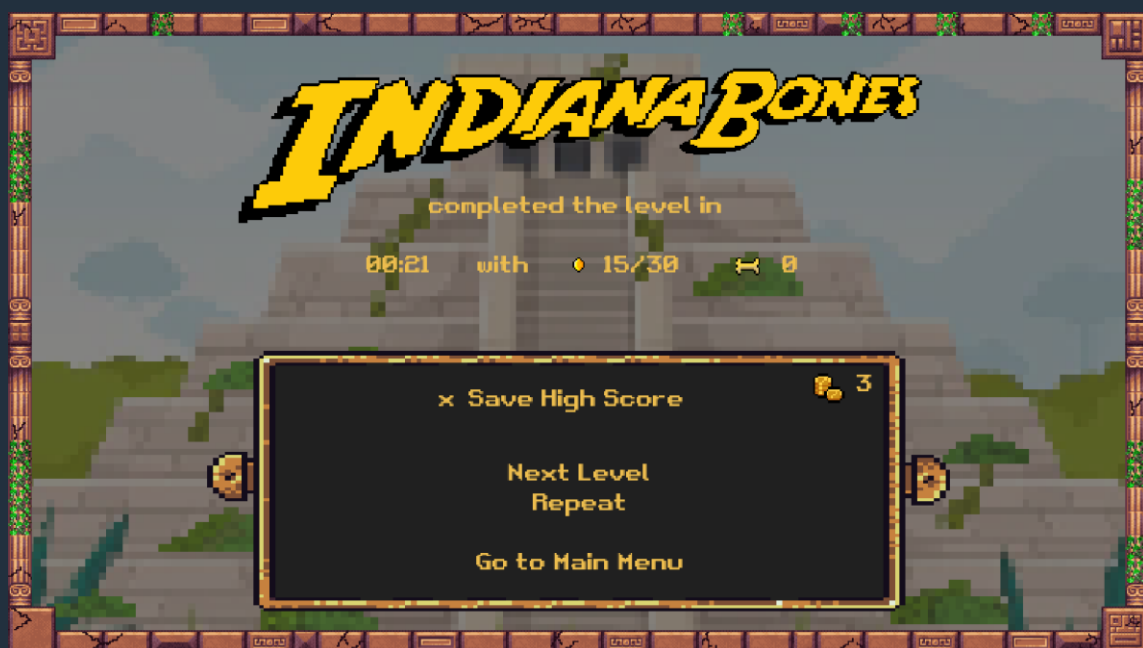 INDIANA BONES
completed the level in
00:21 with 15/30 0
3
x Save High Score
Next Level
Repeat
Go to Main Menu